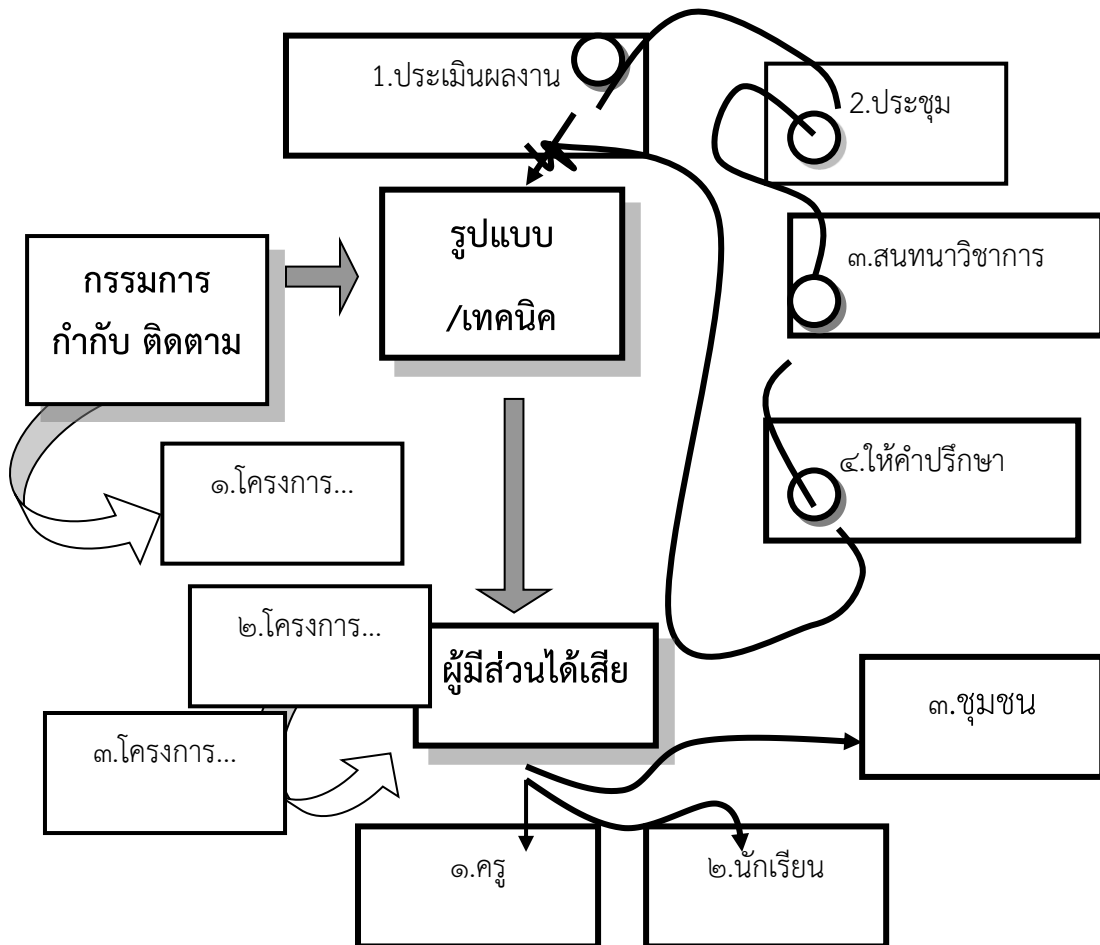 1.ประเมินผลงาน
2.ประชุม
รูปแบบ
/เทคนิค
๓.สนทนาวิชาการ
กรรมการ
กำกับ ติดตาม
๔.ให้คำปรึกษา
๑.โครงการ...
๒.โครงการ...
ผู้มีส่วนได้เสีย
๓.ชุมชน
๓.โครงการ...
๑.ครู
๒.นักเรียน